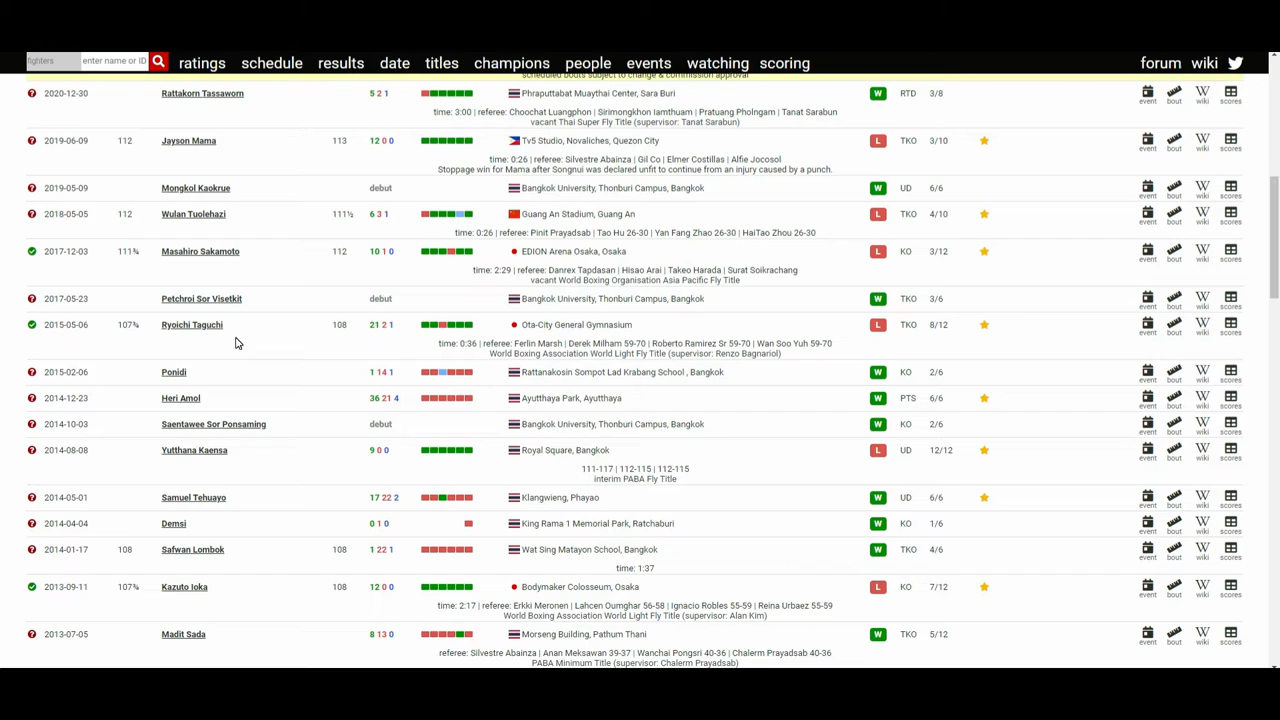 fighters enter name or ID ratings schedule results date titles champions people events watching scoring forum wiki
scheduled bouts subject to change & commission approval
2020-12-30 Rattakorn Tassaworn 5 2 1 Phraputtabat Muaythai Center, Sara Buri W RTD 3/8 event bout wiki scores
time: 3:00 | referee: Choochat Luangphon | Sirimongkhon Iamthuam | Pratuang Pholngam | Tanat Sarabun
vacant Thai Super Fly Title (supervisor: Tanat Sarabun)
2019-06-09 112 Jayson Mama 113 12 0 0 Tv5 Studio, Novaliches, Quezon City L TKO 3/10 event bout wiki scores
time: 0:26 | referee: Silvestre Abainza | Gil Co | Elmer Costillas | Alfie Jocosol
Stoppage win for Mama after Songnui was declared unfit to continue from an injury caused by a punch.
2019-05-09 Mongkol Kaokrue debut Bangkok University, Thonburi Campus, Bangkok W UD 6/6 event bout wiki scores
2018-05-05 112 Wulan Tuolehazi 111½ 6 3 1 Guang An Stadium, Guang An L TKO 4/10 event bout wiki scores
time: 0:26 | referee: Pinit Prayadsab | Tao Hu 26-30 | Yan Fang Zhao 26-30 | HaiTao Zhou 26-30
2017-12-03 111¾ Masahiro Sakamoto 112 10 1 0 EDION Arena Osaka, Osaka L KO 3/12 event bout wiki scores
time: 2:29 | referee: Danrex Tapdasan | Hisao Arai | Takeo Harada | Surat Soikrachang
vacant World Boxing Organisation Asia Pacific Fly Title
2017-05-23 Petchroi Sor Visetkit debut Bangkok University, Thonburi Campus, Bangkok W TKO 3/6 event bout wiki scores
2015-05-06 107¾ Ryoichi Taguchi 108 21 2 1 Ota-City General Gymnasium L TKO 8/12 event bout wiki scores
time: 0:36 | referee: Ferlin Marsh | Derek Milham 59-70 | Roberto Ramirez Sr 59-70 | Wan Soo Yuh 59-70
World Boxing Association World Light Fly Title (supervisor: Renzo Bagnariol)
2015-02-06 Ponidi 1 14 1 Rattanakosin Sompot Lad Krabang School , Bangkok W KO 2/6 event bout wiki scores
2014-12-23 Heri Amol 36 21 4 Ayutthaya Park, Ayutthaya W PTS 6/6 event bout wiki scores
2014-10-03 Saentawee Sor Ponsaming debut Bangkok University, Thonburi Campus, Bangkok W KO 2/6 event bout wiki scores
2014-08-08 Yutthana Kaensa 9 0 0 Royal Square, Bangkok L UD 12/12 event bout wiki scores
111-117 | 112-115 | 112-115
interim PABA Fly Title
2014-05-01 Samuel Tehuayo 17 22 2 Klangwieng, Phayao W UD 6/6 event bout wiki scores
2014-04-04 Demsi 0 1 0 King Rama 1 Memorial Park, Ratchaburi W KO 1/6 event bout wiki scores
2014-01-17 108 Safwan Lombok 108 1 22 1 Wat Sing Matayon School, Bangkok W TKO 4/6 event bout wiki scores
time: 1:37
2013-09-11 107¾ Kazuto Ioka 108 12 0 0 Bodymaker Colosseum, Osaka L KO 7/12 event bout wiki scores
time: 2:17 | referee: Erkki Meronen | Lahcen Oumghar 56-58 | Ignacio Robles 55-59 | Reina Urbaez 55-59
World Boxing Association World Light Fly Title (supervisor: Alan Kim)
2013-07-05 Madit Sada 8 13 0 Morseng Building, Pathum Thani W TKO 5/12 event bout wiki scores
referee: Silvestre Abainza | Anan Meksawan 39-37 | Wanchai Pongsri 40-36 | Chalerm Prayadsab 40-36
PABA Minimum Title (supervisor: Chalerm Prayadsab)